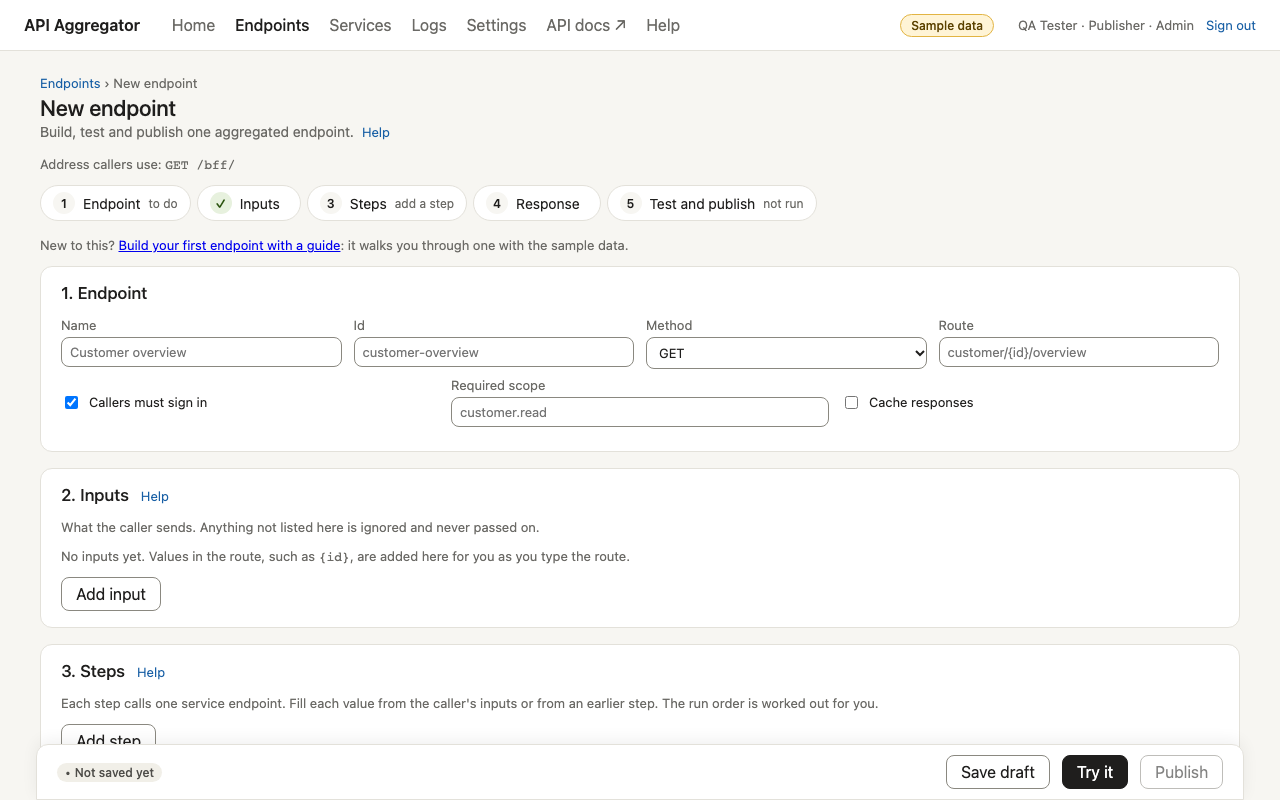 API Aggregator Home Endpoints Services Logs Settings API docs ↗ Help Sample data QA Tester · Publisher · Admin Sign out
Endpoints › New endpoint
New endpoint
Build, test and publish one aggregated endpoint. Help
Address callers use: GET /bff/
1 Endpoint to do ✓ Inputs 3 Steps add a step 4 Response 5 Test and publish not run
New to this? Build your first endpoint with a guide: it walks you through one with the sample data.
1. Endpoint
Name Id Method Route
Customer overview customer-overview GET customer/{id}/overview
Required scope
Callers must sign in customer.read Cache responses
2. Inputs Help
What the caller sends. Anything not listed here is ignored and never passed on.
No inputs yet. Values in the route, such as {id}, are added here for you as you type the route.
Add input
3. Steps Help
Each step calls one service endpoint. Fill each value from the caller's inputs or from an earlier step. The run order is worked out for you.
Add step
• Not saved yet Save draft Try it Publish